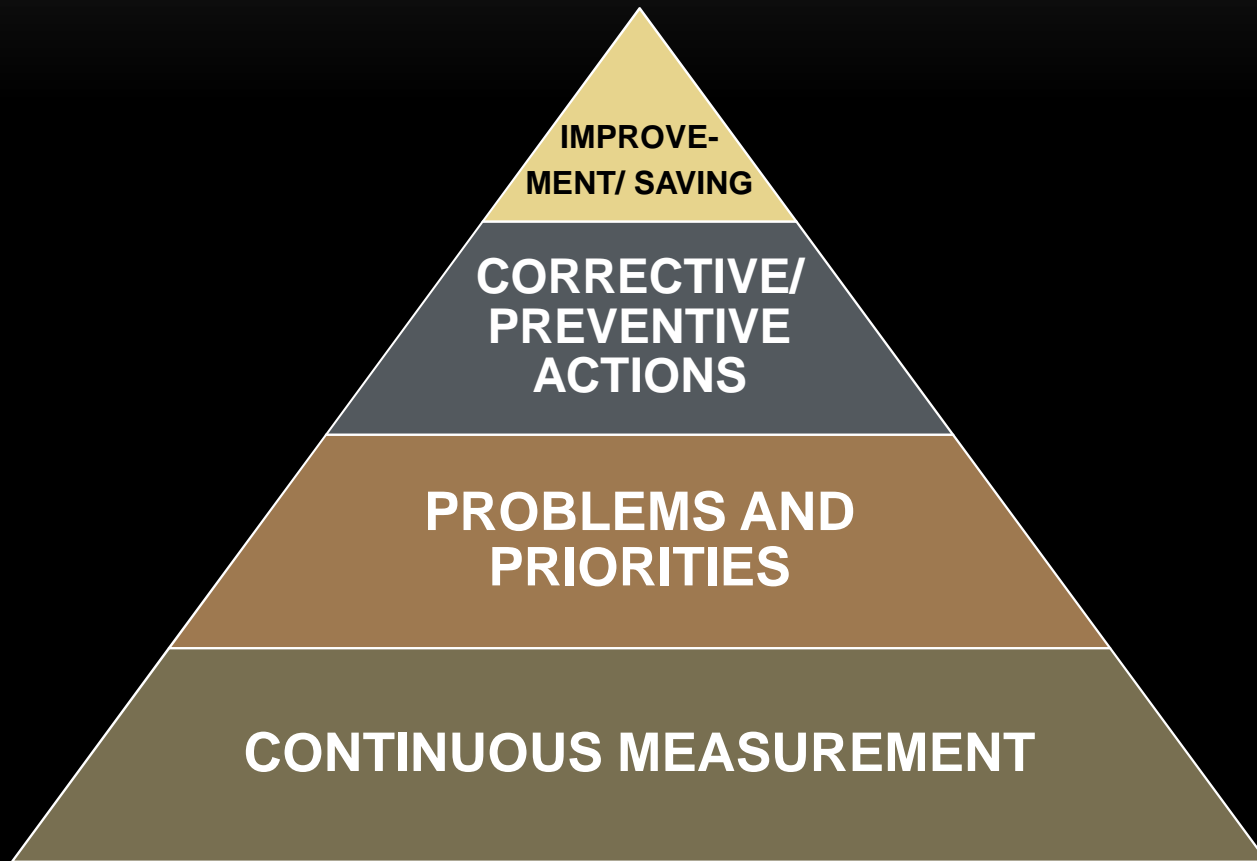 IMPROVE-
MENT/ SAVING
CORRECTIVE/
PREVENTIVE
ACTIONS
PROBLEMS AND
PRIORITIES
CONTINUOUS MEASUREMENT